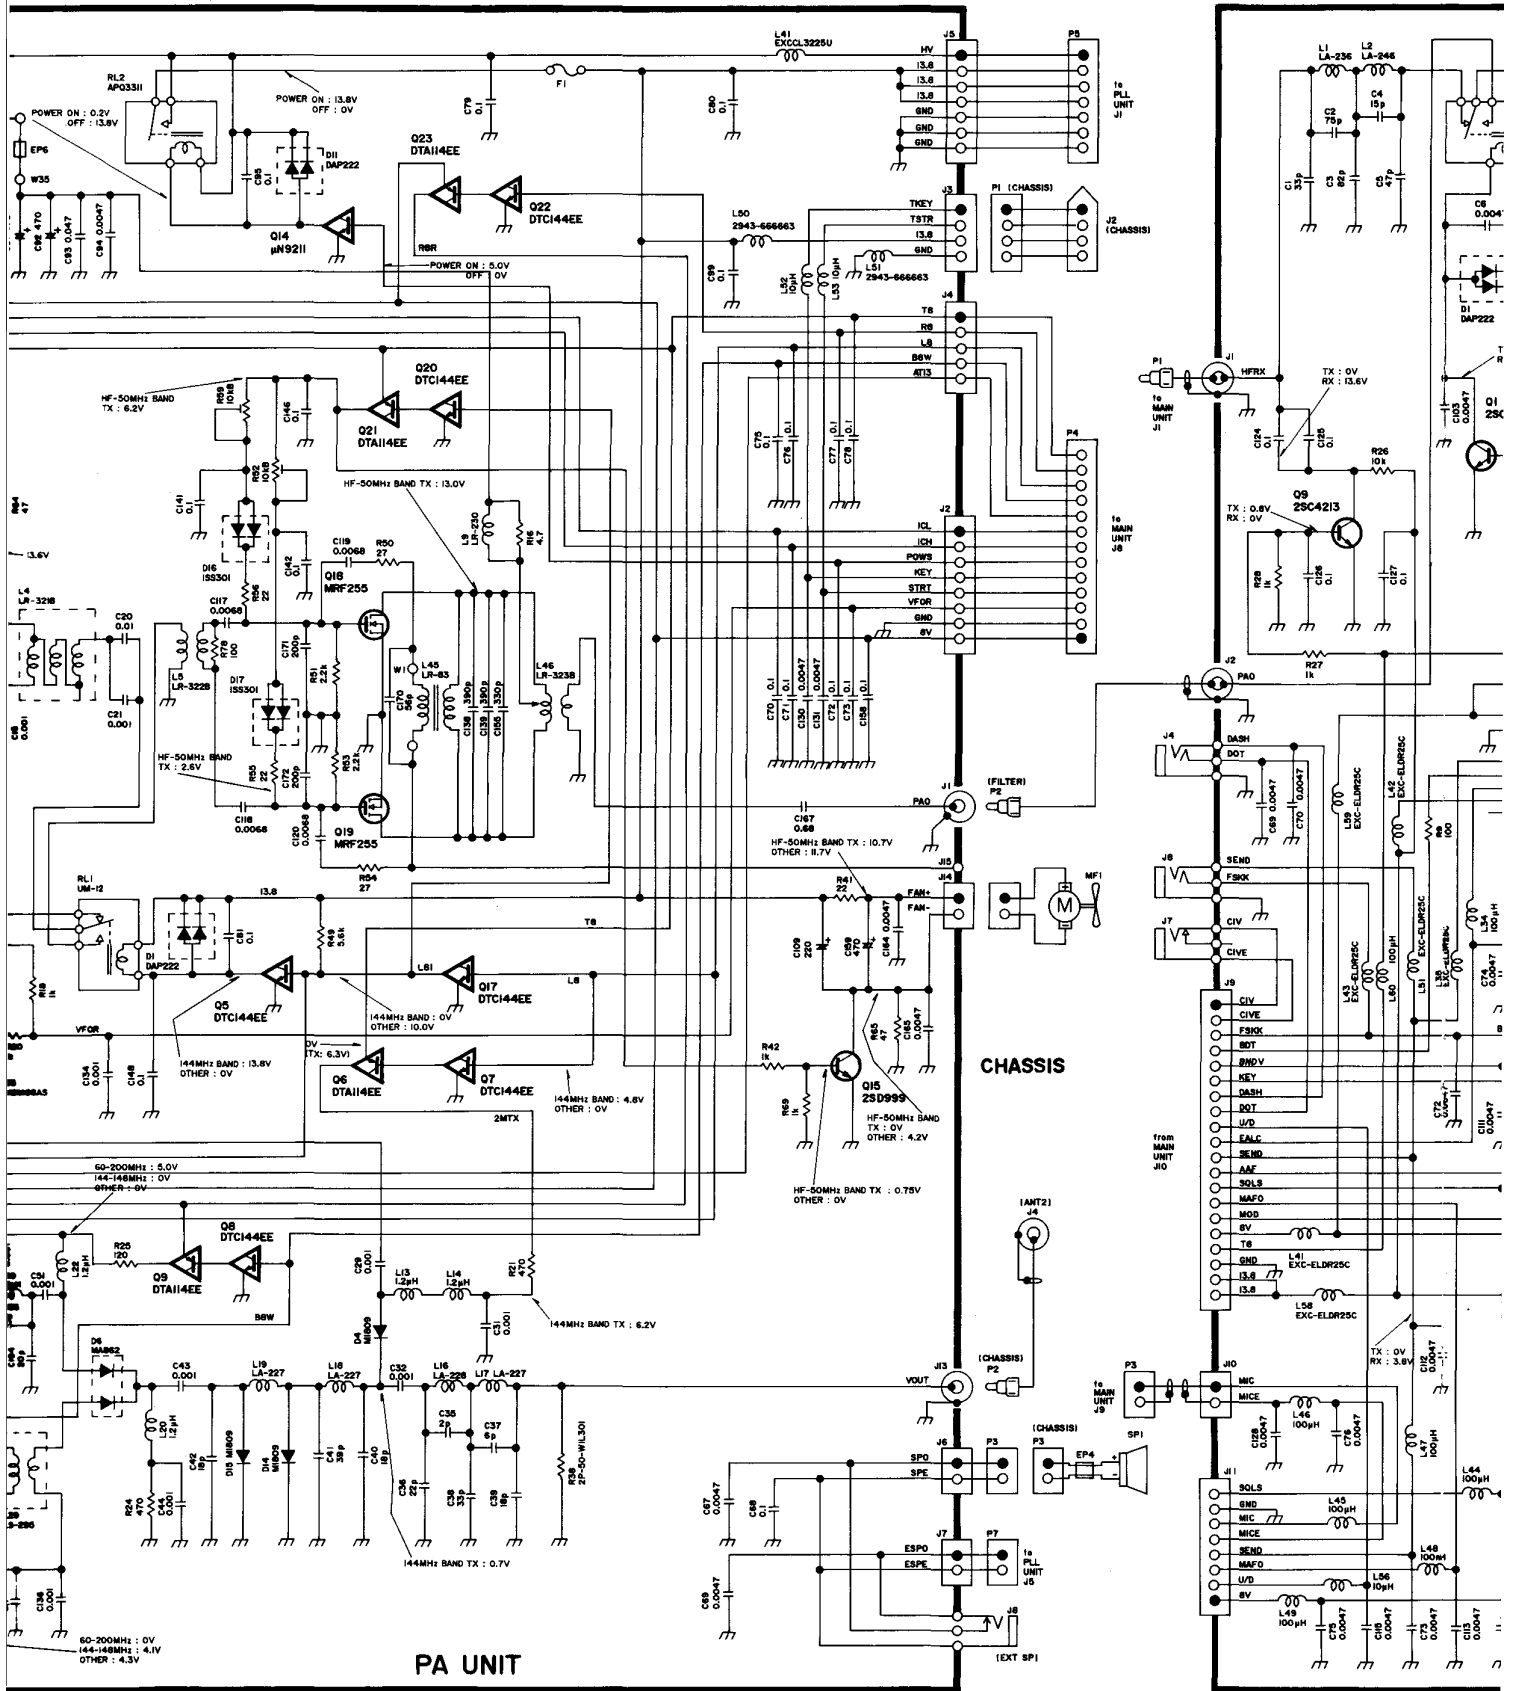 L41
EXCCL3225U
J5
P5
HV
13.8
13.8
13.8
GND
GND
GND
to
PLL
UNIT
J1
RL2
APQ3311
POWER ON : 13.8V
OFF : 0V
POWER ON : 0.2V
OFF : 13.8V
F1
C79
0.1
C80
0.1
EP6
W35
C92 470
C93 0.0047
C94 0.0047
C95
0.1
D11
DAP222
Q14
μN9211
Q23
DTA114EE
Q22
DTC144EE
R8R
POWER ON : 5.0V
OFF : 0V
L50
2943-666663
C99
0.1
L51
2943-666663
L52
10μH
L53 10μH
J3
TKEY
TSTR
13.8
GND
P1 (CHASSIS)
J2
(CHASSIS)
J4
T8
R8
L8
B8W
AT13
HF-50MHz BAND
TX : 6.2V
R59
10kB
C146
0.1
Q20
DTC144EE
Q21
DTA114EE
R52
10kB
C141
0.1
HF-50MHz BAND TX : 13.0V
C75
0.1
C76
0.1
C77
0.1
C78
0.1
P4
to
MAIN
UNIT
J8
J2
ICL
ICH
POWS
KEY
STRT
VFOR
GND
8V
R84
47
13.6V
D16
ISS301
C142
0.1
R56
22
C119
0.0068
R50
27
L9
LR-230
R16
4.7
Q18
MRF255
L4
LR-321B
C20
0.01
C21
0.001
C117
0.0068
L5
LR-322B
R78
100
C171
200p
R51
2.2k
D17
ISS301
W1
L45
LR-83
C170
56p
C138 390p
C139 390p
C155 330p
L46
LR-323B
C70 0.1
C71 0.1
C130 0.0047
C131 0.0047
C72 0.1
C73 0.1
C158 0.1
HF-50MHz BAND
TX : 2.6V
R55
22
C172
200p
R53
2.2k
C118
0.0068
C120
0.0068
Q19
MRF255
R54
27
PAO
J1
(FILTER)
P2
C167
0.68
HF-50MHz BAND TX : 10.7V
OTHER : 11.7V
J15
J14
FAN+
FAN-
MF1
M
R41
22
C109
220
C159
470
C164 0.0047
RL1
UM-12
13.8
D1
DAP222
C81
0.1
R49
5.6k
T8
L81
L8
Q5
DTC144EE
Q17
DTC144EE
R18
1k
VFOR
144MHz BAND : 0V
OTHER : 10.0V
0V
(TX: 6.3V)
144MHz BAND : 13.8V
OTHER : 0V
C134
0.001
C148
0.1
Q6
DTA114EE
Q7
DTC144EE
144MHz BAND : 4.8V
OTHER : 0V
2MTX
R42
1k
R69
1k
Q15
2SD999
R65
47
C165
0.0047
HF-50MHz BAND
TX : 0V
OTHER : 4.2V
HF-50MHz BAND TX : 0.75V
OTHER : 0V
CHASSIS
60-200MHz : 5.0V
144-148MHz : 0V
OTHER : 0V
Q8
DTC144EE
R25
120
L22
1.2μH
C51
0.001
Q9
DTA114EE
B8W
C29
0.001
L13
1.2μH
L14
1.2μH
R21
470
D4
MI809
C31
0.001
144MHz BAND TX : 6.2V
(ANT2)
J4
D6
MA862
C43
0.001
L19
LA-227
L18
LA-227
C32
0.001
L16
LA-228
L17 LA-227
VOUT
J13
(CHASSIS)
P2
L20
1.2μH
C42
18p
D15 MI809
D14
MI809
C41
39p
C40
18p
C35
2p
C37
6p
C36
22p
C38
33p
C39
18p
R38
2P-50-WIL301
R24
470
C44
0.001
144MHz BAND TX : 0.7V
J6
P3
SPO
SPE
(CHASSIS)
P3
EP4
SP1
C67
0.0047
C68
0.1
J7
P7
ESPO
ESPE
to
PLL
UNIT
J5
C69
0.0047
J8
(EXT SP)
C136
0.001
60-200MHz : 0V
144-148MHz : 4.1V
OTHER : 4.3V
PA UNIT
L1
LA-236
L2
LA-246
C4
15p
C2
75p
C1
33p
C3
82p
C5
47p
C6
0.0047
D1
DAP222
P1
to
MAIN
UNIT
J1
J1
HFRX
TX : 0V
RX : 13.6V
C124
0.1
C125
0.1
R26
10k
C103
0.0047
Q1
Q9
2SC4213
TX : 0.8V
RX : 0V
R28
1k
C126
0.1
C127
0.1
R27
1k
J2
PAO
J4
DASH
DOT
C69 0.0047
C70
0.0047
L59
EXC-ELDR25C
L42
EXC-ELDR25C
R9
100
J8
SEND
FSKK
J7
CIV
CIVE
L43
EXC-ELDR25C
100μH
L60
EXC-ELDR25C
L51
L34
100μH
C74
0.0047
J9
CIV
CIVE
FSKK
8DT
BNDV
KEY
DASH
DOT
U/D
EALC
SEND
AAF
SQLS
MAFO
MOD
8V
T8
GND
13.8
13.8
from
MAIN
UNIT
J10
C72
0.0047
C111
0.0047
L41
EXC-ELDR25C
L58
EXC-ELDR25C
TX : 0V
RX : 3.8V
C112
0.0047
P3
to
MAIN
UNIT
J9
J10
MIC
MICE
C128
0.0047
L46
100μH
C76
0.0047
L47
100μH
L44
100μH
J11
SQLS
GND
MIC
MICE
SEND
MAFO
U/D
8V
L45
100μH
L48
100μH
L56
10μH
L49
100μH
C75
0.0047
C116
0.0047
C73
0.0047
C113
0.0047